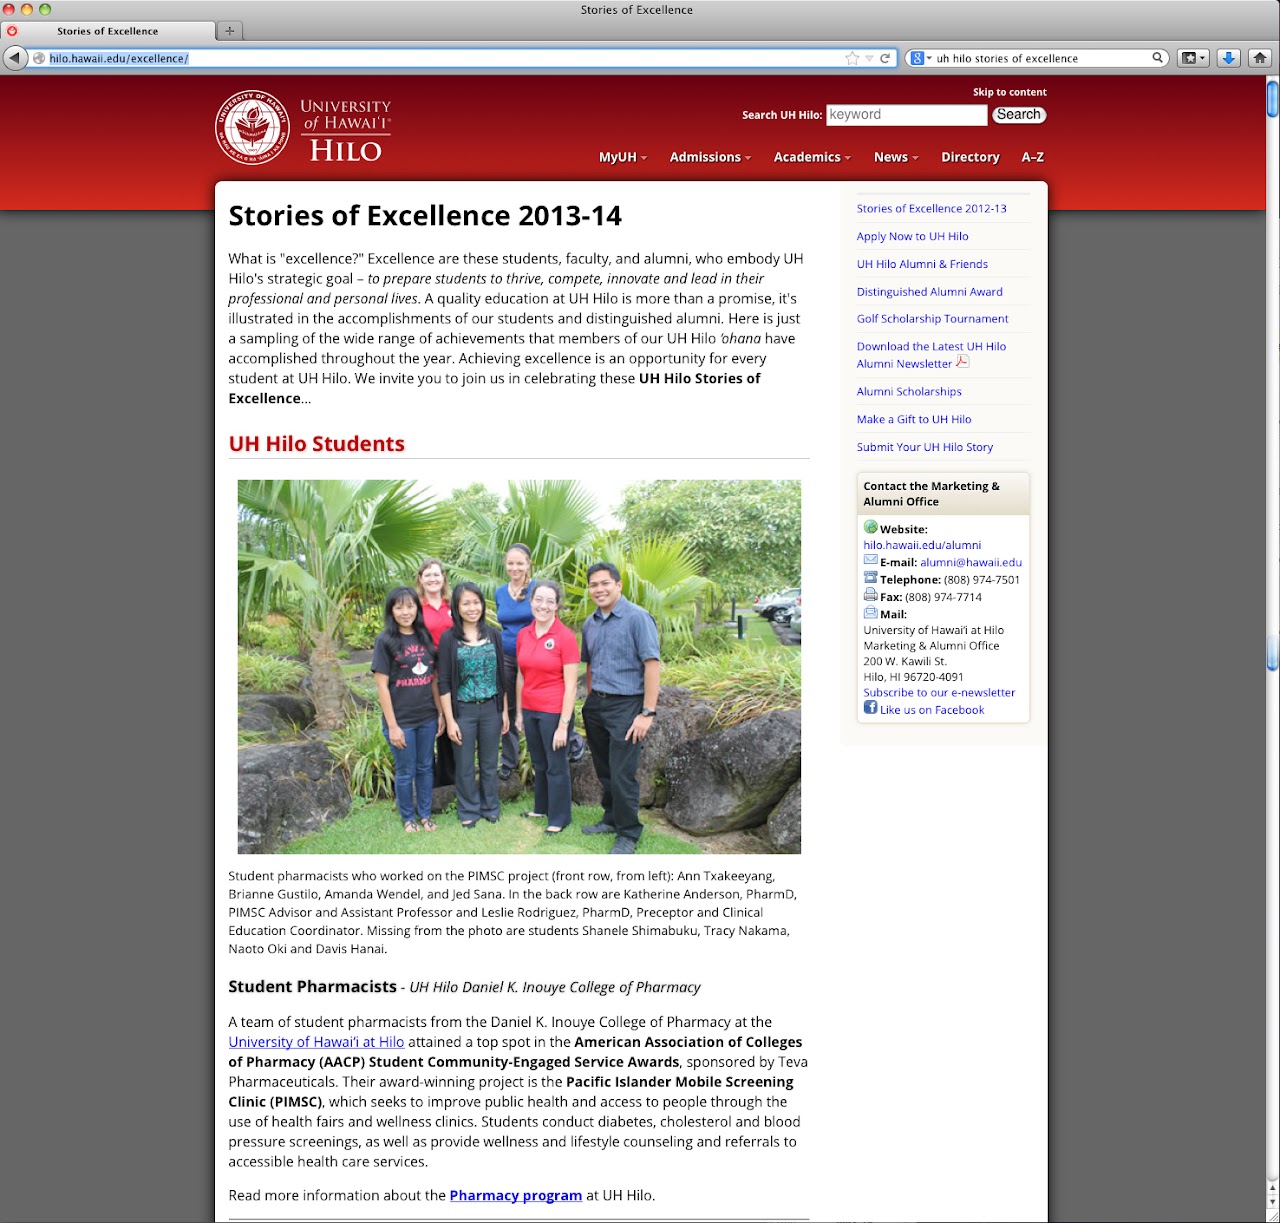 Stories of Excellence
Stories of Excellence
hilo.hawaii.edu/excellence/
uh hilo stories of excellence
Skip to content
UNIVERSITY
of HAWAI‘I®
HILO
Search UH Hilo: keyword Search
MyUH Admissions Academics News Directory A–Z
Stories of Excellence 2013-14
What is "excellence?" Excellence are these students, faculty, and alumni, who embody UH
Hilo's strategic goal – to prepare students to thrive, compete, innovate and lead in their
professional and personal lives. A quality education at UH Hilo is more than a promise, it's
illustrated in the accomplishments of our students and distinguished alumni. Here is just
a sampling of the wide range of achievements that members of our UH Hilo ‘ohana have
accomplished throughout the year. Achieving excellence is an opportunity for every
student at UH Hilo. We invite you to join us in celebrating these UH Hilo Stories of
Excellence...
UH Hilo Students
Student pharmacists who worked on the PIMSC project (front row, from left): Ann Txakeeyang,
Brianne Gustilo, Amanda Wendel, and Jed Sana. In the back row are Katherine Anderson, PharmD,
PIMSC Advisor and Assistant Professor and Leslie Rodriguez, PharmD, Preceptor and Clinical
Education Coordinator. Missing from the photo are students Shanele Shimabuku, Tracy Nakama,
Naoto Oki and Davis Hanai.
Student Pharmacists - UH Hilo Daniel K. Inouye College of Pharmacy
A team of student pharmacists from the Daniel K. Inouye College of Pharmacy at the
University of Hawai‘i at Hilo attained a top spot in the American Association of Colleges
of Pharmacy (AACP) Student Community-Engaged Service Awards, sponsored by Teva
Pharmaceuticals. Their award-winning project is the Pacific Islander Mobile Screening
Clinic (PIMSC), which seeks to improve public health and access to people through the
use of health fairs and wellness clinics. Students conduct diabetes, cholesterol and blood
pressure screenings, as well as provide wellness and lifestyle counseling and referrals to
accessible health care services.
Read more information about the Pharmacy program at UH Hilo.
Stories of Excellence 2012-13
Apply Now to UH Hilo
UH Hilo Alumni & Friends
Distinguished Alumni Award
Golf Scholarship Tournament
Download the Latest UH Hilo
Alumni Newsletter
Alumni Scholarships
Make a Gift to UH Hilo
Submit Your UH Hilo Story
Contact the Marketing &
Alumni Office
Website:
hilo.hawaii.edu/alumni
E-mail: alumni@hawaii.edu
Telephone: (808) 974-7501
Fax: (808) 974-7714
Mail:
University of Hawai‘i at Hilo
Marketing & Alumni Office
200 W. Kawili St.
Hilo, HI 96720-4091
Subscribe to our e-newsletter
Like us on Facebook